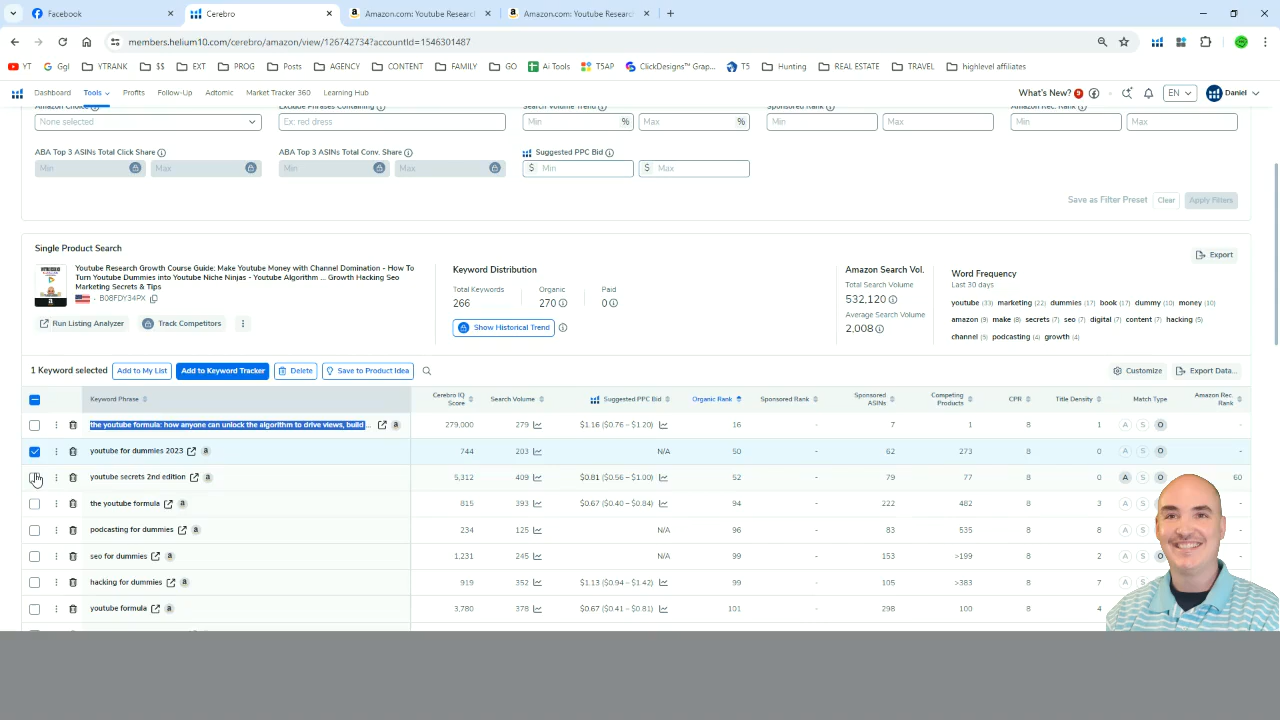 Facebook
Cerebro
Amazon.com: Youtube Researc
Amazon.com: Youtube Researc
members.helium10.com/cerebro/amazon/view/126742734?accountId=1546301487
YT
Ggl
YTRANK
$$
EXT
PROG
Posts
AGENCY
CONTENT
FAMILY
GO
Ai Tools
T5AP
ClickDesigns™ Grap...
T5
Hunting
REAL ESTATE
TRAVEL
highlevel affiliates
Dashboard
Tools
Profits
Follow-Up
Adtomic
Market Tracker 360
Learning Hub
What's New? 9
EN
Daniel
Amazon Choice
Exclude Phrases Containing
Search Volume Trend
Sponsored Rank
Amazon Rec. Rank
None selected
Ex: red dress
Min %
Max %
Min
Max
Min
Max
ABA Top 3 ASINs Total Click Share
ABA Top 3 ASINs Total Conv. Share
Suggested PPC Bid
Min
Max
Min
Max
$ Min
$ Max
Save as Filter Preset
Clear
Apply Filters
Single Product Search
Export
Youtube Research Growth Course Guide: Make Youtube Money with Channel Domination - How To
Turn Youtube Dummies into Youtube Niche Ninjas - Youtube Algorithm ... Growth Hacking Seo
Marketing Secrets & Tips
B08FDY34PX
Run Listing Analyzer
Track Competitors
Keyword Distribution
Total Keywords
266
Organic
270
Paid
0
Show Historical Trend
Amazon Search Vol.
Total Search Volume
532,120
Average Search Volume
2,008
Word Frequency
Last 30 days
youtube (33) marketing (22) dummies (17) book (17) dummy (10) money (10)
amazon (9) make (8) secrets (7) seo (7) digital (7) content (7) hacking (5)
channel (5) podcasting (4) growth (4)
1 Keyword selected
Add to My List
Add to Keyword Tracker
Delete
Save to Product Idea
Customize
Export Data...
Keyword Phrase
Cerebro IQ Score
Search Volume
Suggested PPC Bid
Organic Rank
Sponsored Rank
Sponsored ASINs
Competing Products
CPR
Title Density
Match Type
Amazon Rec. Rank
the youtube formula: how anyone can unlock the algorithm to drive views, build ... 279,000 279 $1.16 ($0.76 – $1.28) 16 - 7 1 8 1 A S O -
youtube for dummies 2023 744 203 N/A 50 - 62 273 8 0 A S O -
youtube secrets 2nd edition 5,312 409 $0.81 ($0.56 – $1.00) 52 - 79 77 8 0 A S O 60
the youtube formula 815 393 $0.67 ($0.40 – $0.84) 94 - 222 482 8 3 A S -
podcasting for dummies 234 125 N/A 96 - 83 535 8 8 A S -
seo for dummies 1,231 245 N/A 99 - 153 >199 8 2 A S O -
hacking for dummies 919 352 $1.13 ($0.94 – $1.42) 99 - 105 >383 8 7 A S -
youtube formula 3,780 378 $0.67 ($0.41 – $0.81) 101 - 298 100 8 4